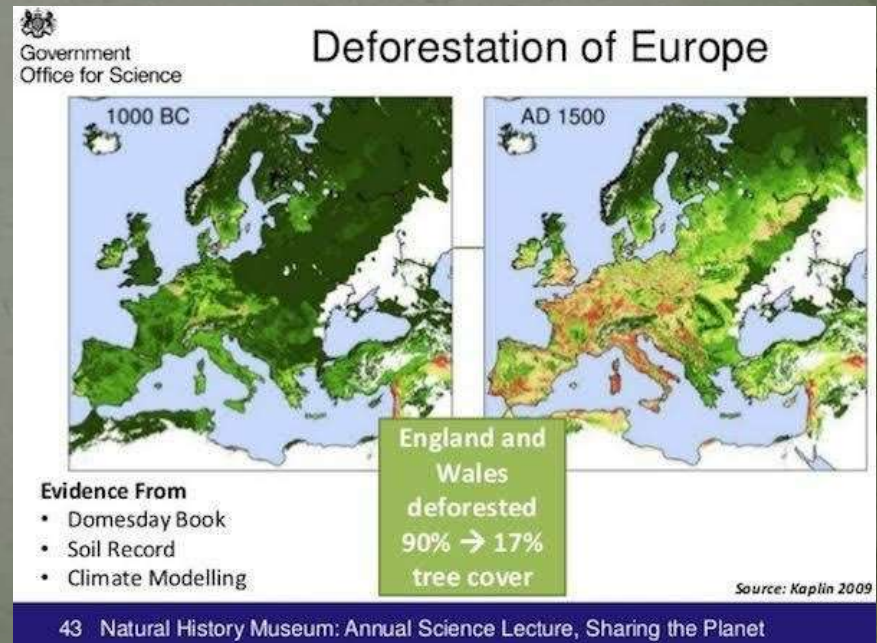 Government
Office for Science
Deforestation of Europe
1000 BC
AD 1500
England and
Wales
deforested
90% → 17%
tree cover
Evidence From
• Domesday Book
• Soil Record
• Climate Modelling
Source: Kaplin 2009
43 Natural History Museum: Annual Science Lecture, Sharing the Planet